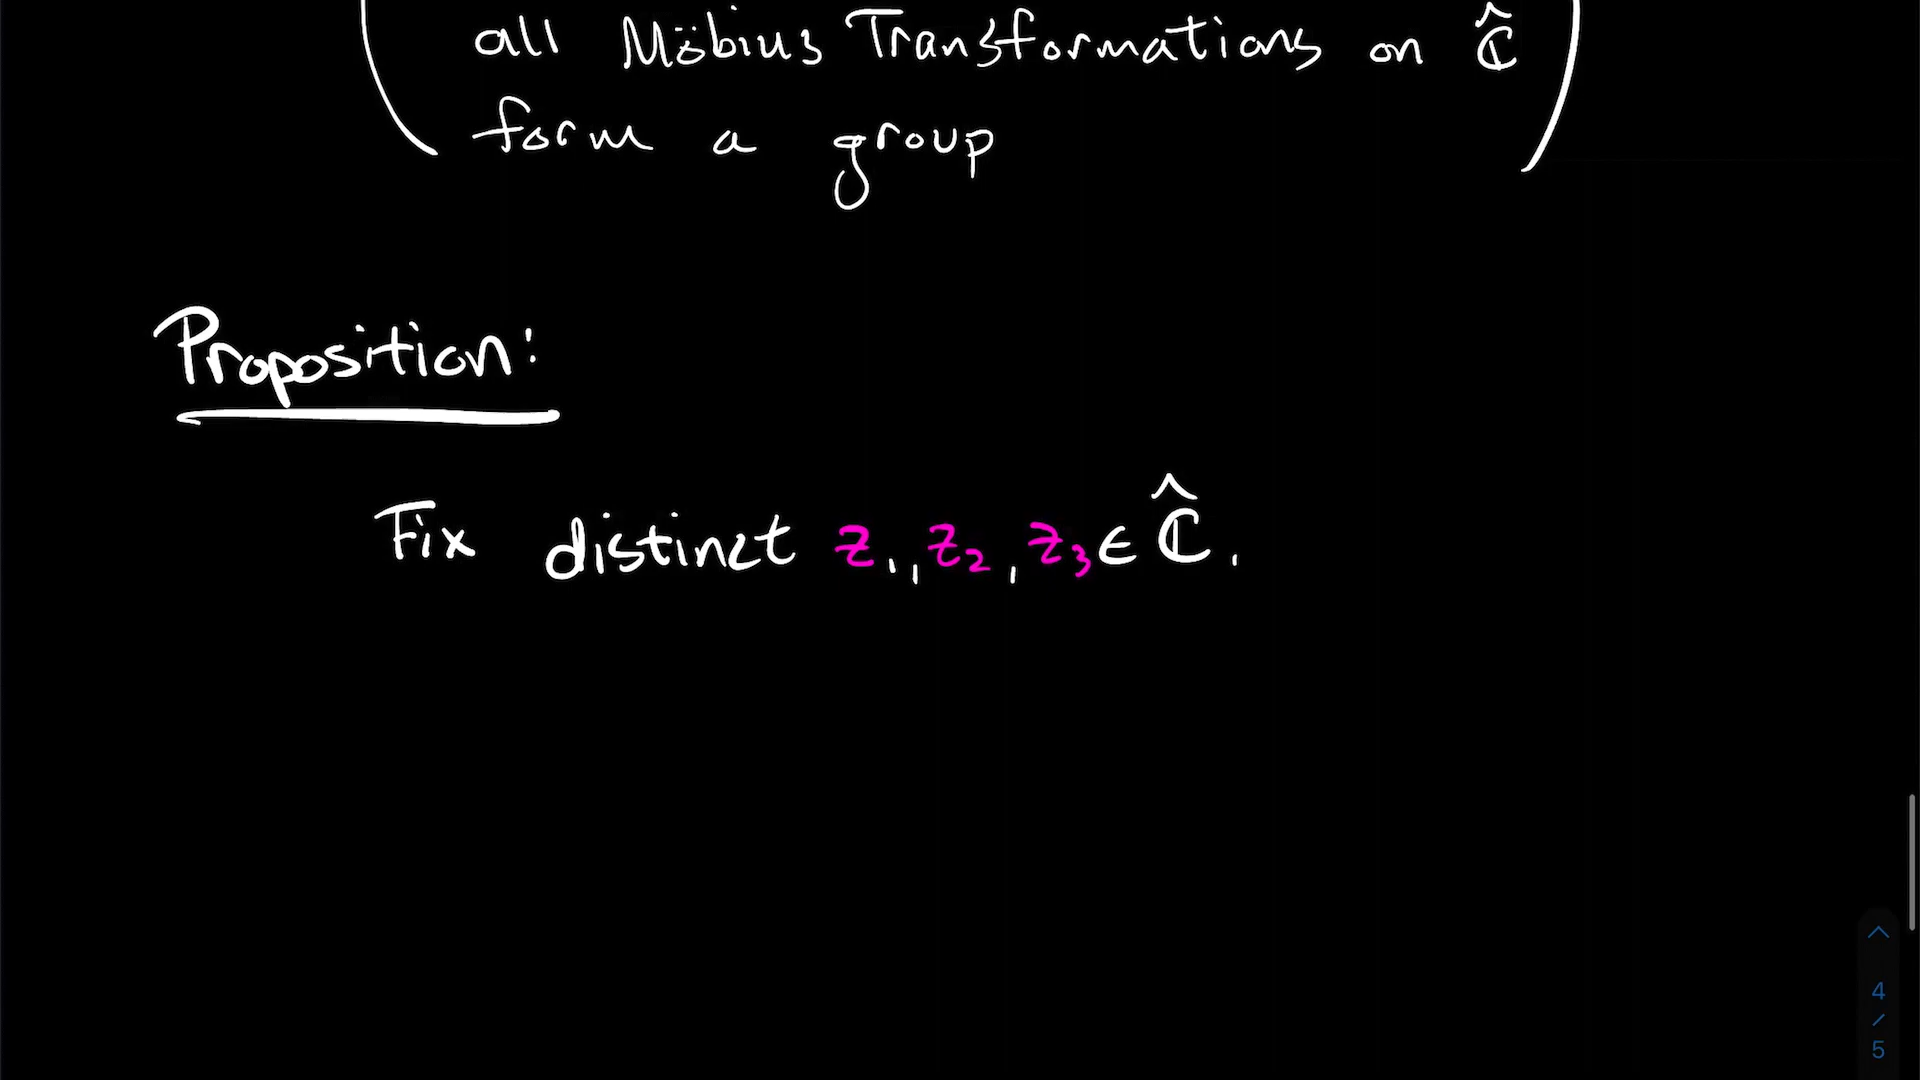 all Möbius Transformations on Ĉ
form a group
Proposition:
Fix distinct z₁, z₂, z₃ ∈ Ĉ.
4
/
5